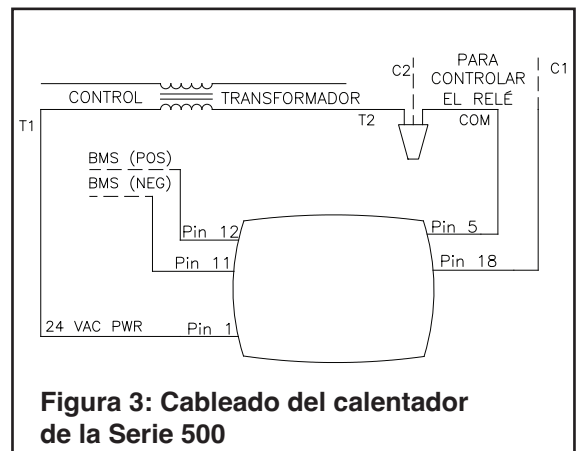 C2
PARA
CONTROLAR
EL RELÉ
C1
CONTROL TRANSFORMADOR
T1
T2
COM
BMS (POS)
BMS (NEG)
Pin 12
Pin 5
Pin 11
Pin 18
24 VAC PWR Pin 1
Figura 3: Cableado del calentador
de la Serie 500